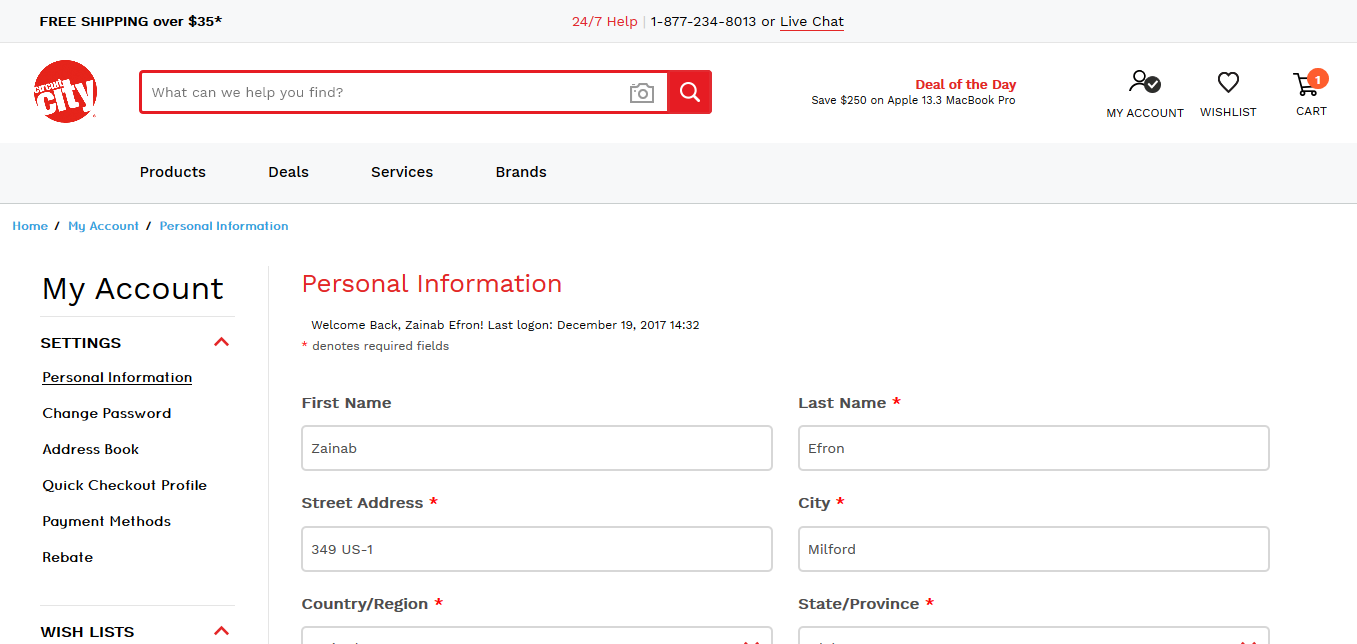 FREE SHIPPING over $35*
24/7 Help | 1-877-234-8013 or Live Chat
circuit
city
What can we help you find?
Deal of the Day
Save $250 on Apple 13.3 MacBook Pro
MY ACCOUNT
WISHLIST
1
CART
Products
Deals
Services
Brands
Home / My Account / Personal Information
My Account
SETTINGS
Personal Information
Change Password
Address Book
Quick Checkout Profile
Payment Methods
Rebate
WISH LISTS
Personal Information
Welcome Back, Zainab Efron! Last logon: December 19, 2017 14:32
* denotes required fields
First Name
Last Name *
Zainab
Efron
Street Address *
City *
349 US-1
Milford
Country/Region *
State/Province *